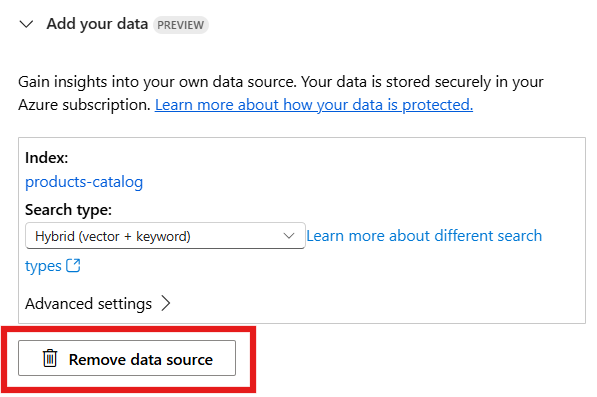 Add your data PREVIEW
Gain insights into your own data source. Your data is stored securely in your
Azure subscription. Learn more about how your data is protected.
Index:
products-catalog
Search type:
Hybrid (vector + keyword) Learn more about different search
types
Advanced settings
Remove data source